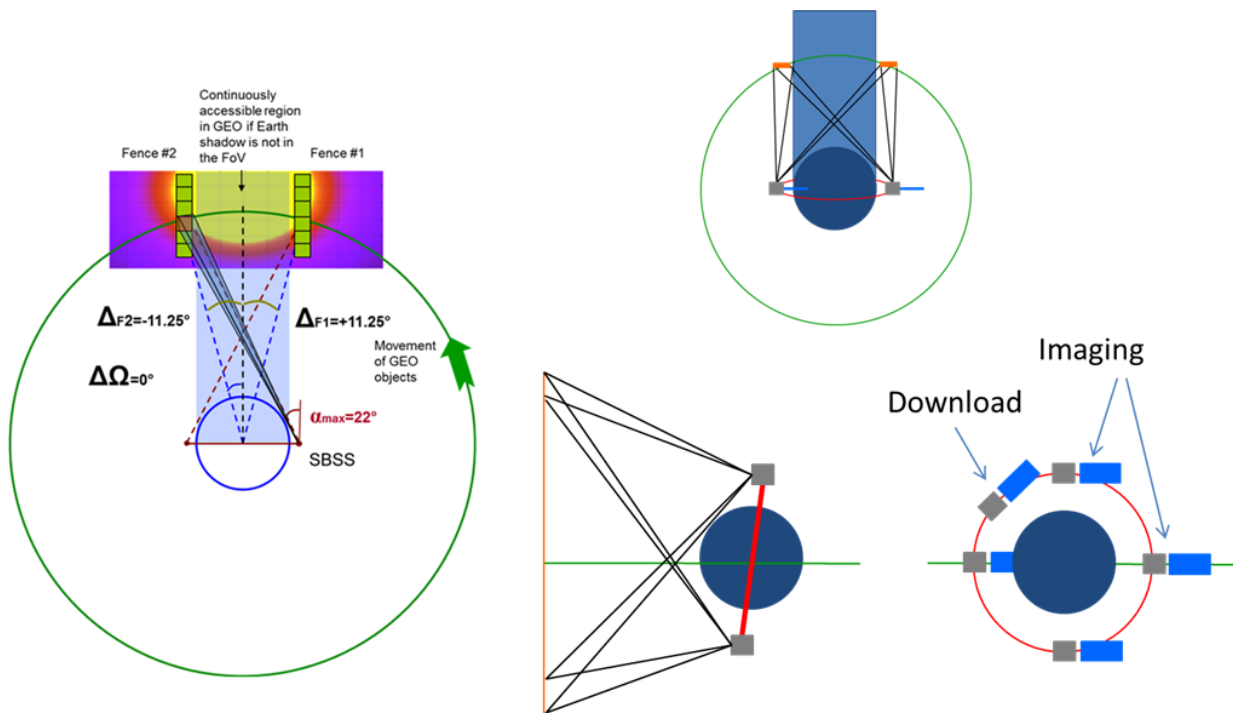 Continuously
accessible region
in GEO if Earth
shadow is not in
the FoV
Fence #2
Fence #1
ΔF2=-11.25°
ΔF1=+11.25°
ΔΩ=0°
Movement
of GEO
objects
αmax=22°
SBSS
Imaging
Download